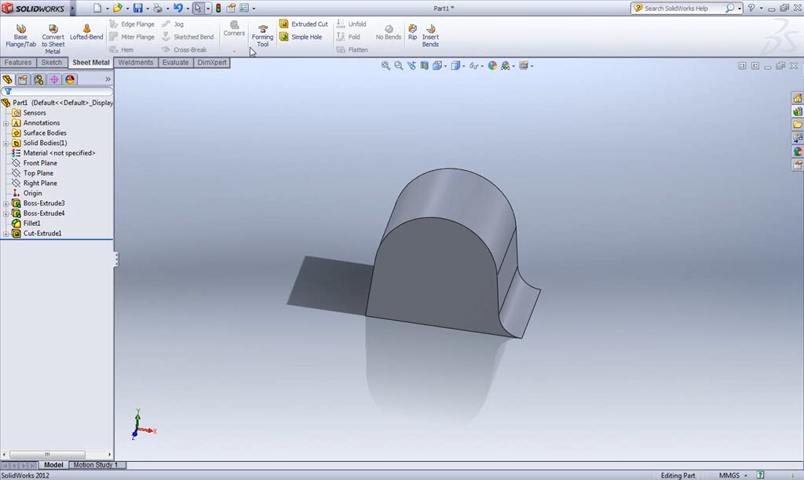 SOLIDWORKS
Part1 *
Search SolidWorks Help
Base Flange/Tab
Convert to Sheet Metal
Lofted-Bend
Edge Flange
Miter Flange
Hem
Jog
Sketched Bend
Cross-Break
Corners
Forming Tool
Extruded Cut
Simple Hole
Unfold
Fold
Flatten
No Bends
Rip
Insert Bends
Features
Sketch
Sheet Metal
Weldments
Evaluate
DimXpert
Part1 (Default<<Default>_Display
Sensors
Annotations
Surface Bodies
Solid Bodies(1)
Material <not specified>
Front Plane
Top Plane
Right Plane
Origin
Boss-Extrude3
Boss-Extrude4
Fillet1
Cut-Extrude1
Y
X
Z
Model
Motion Study 1
SolidWorks 2012
Editing Part
MMGS